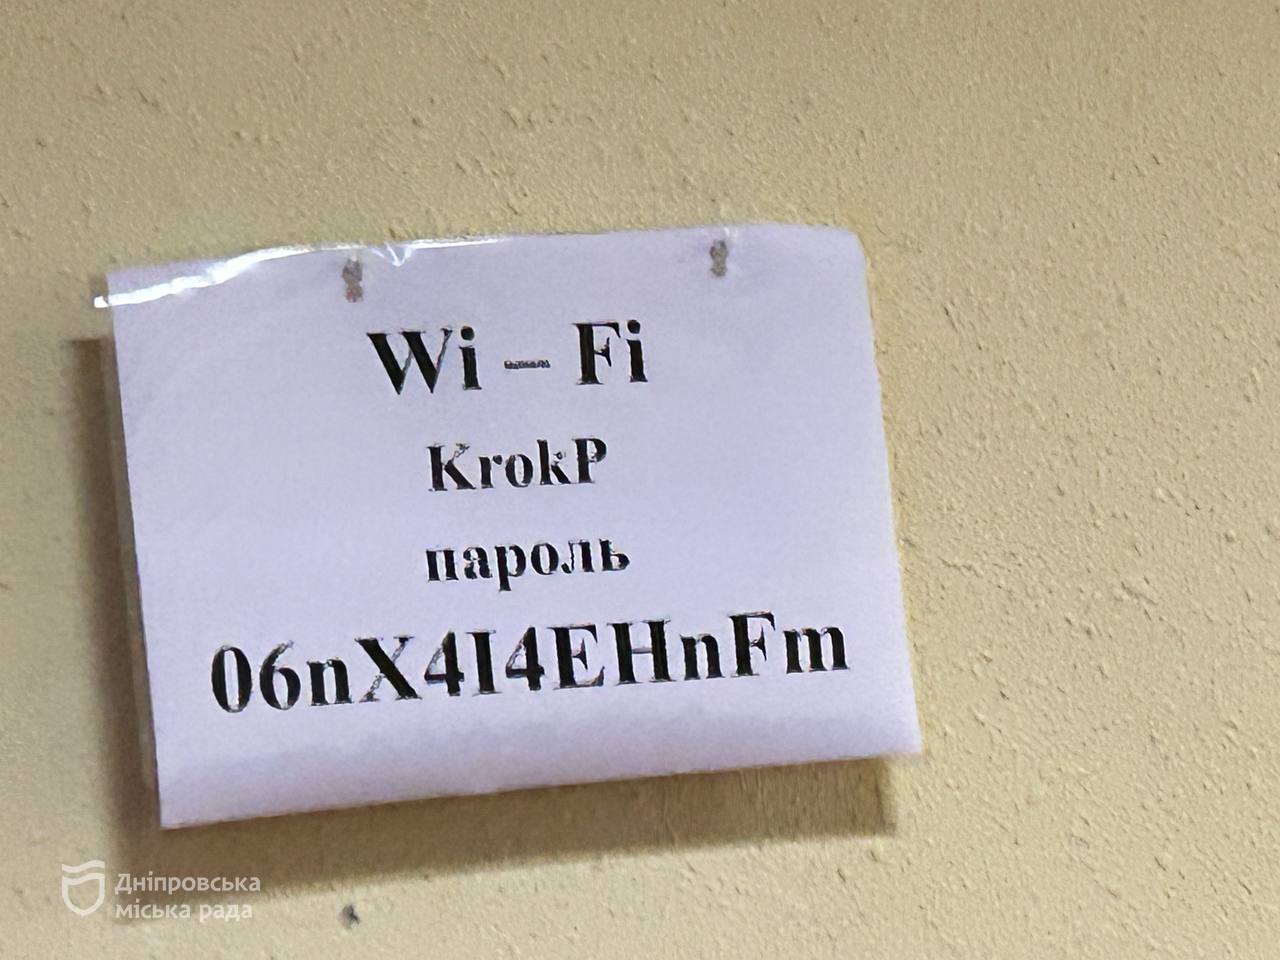 Wi – Fi
KrokP
пароль
06nX4I4EHnFm
Дніпровська
міська рада